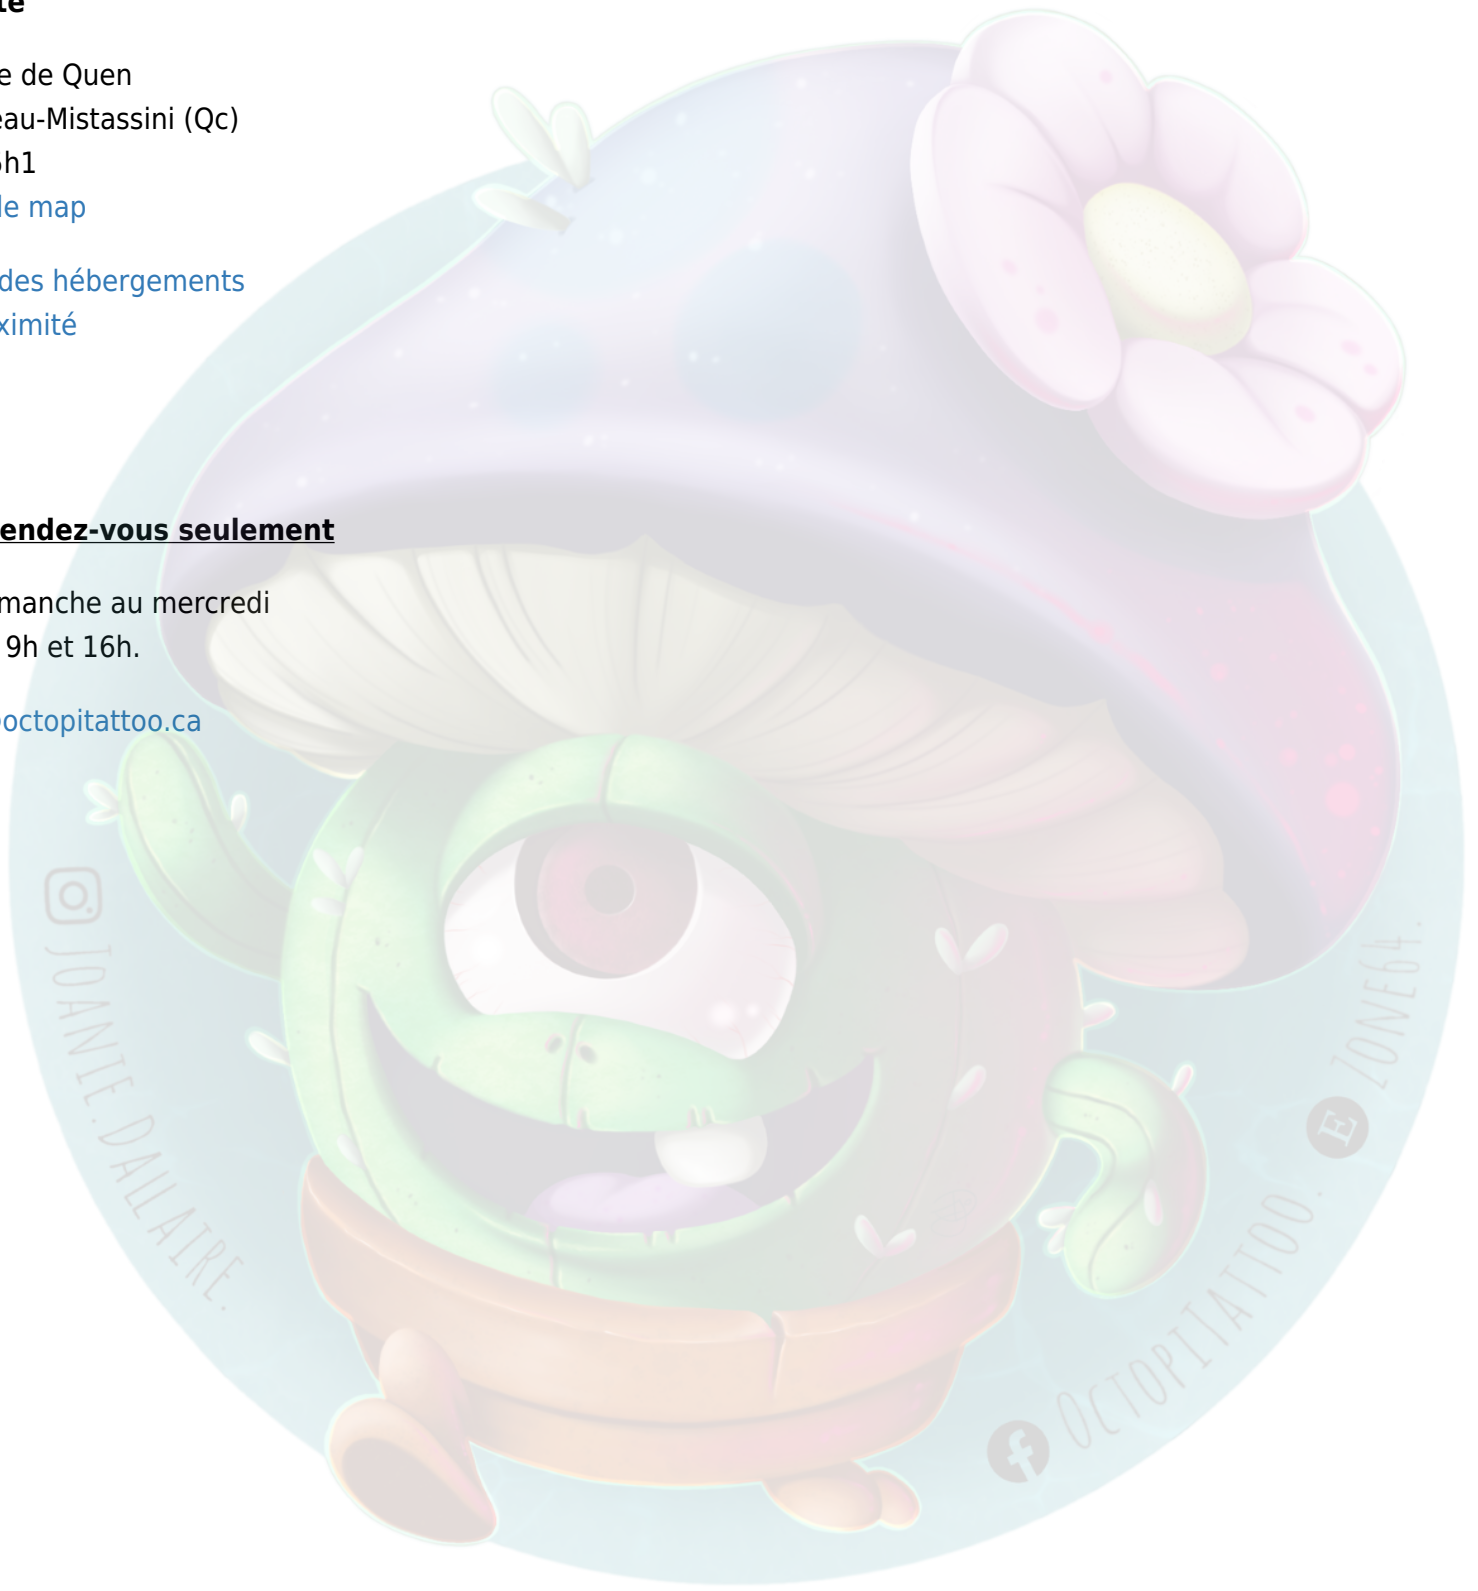 te
e de Quen
eau-Mistassini (Qc)
h1
le map
des hébergements
ximité
endez-vous seulement
manche au mercredi
9h et 16h.
octopitattoo.ca
JOANIE.DALLAIRE.
OCTOPITATTOO.
E ZONE64.